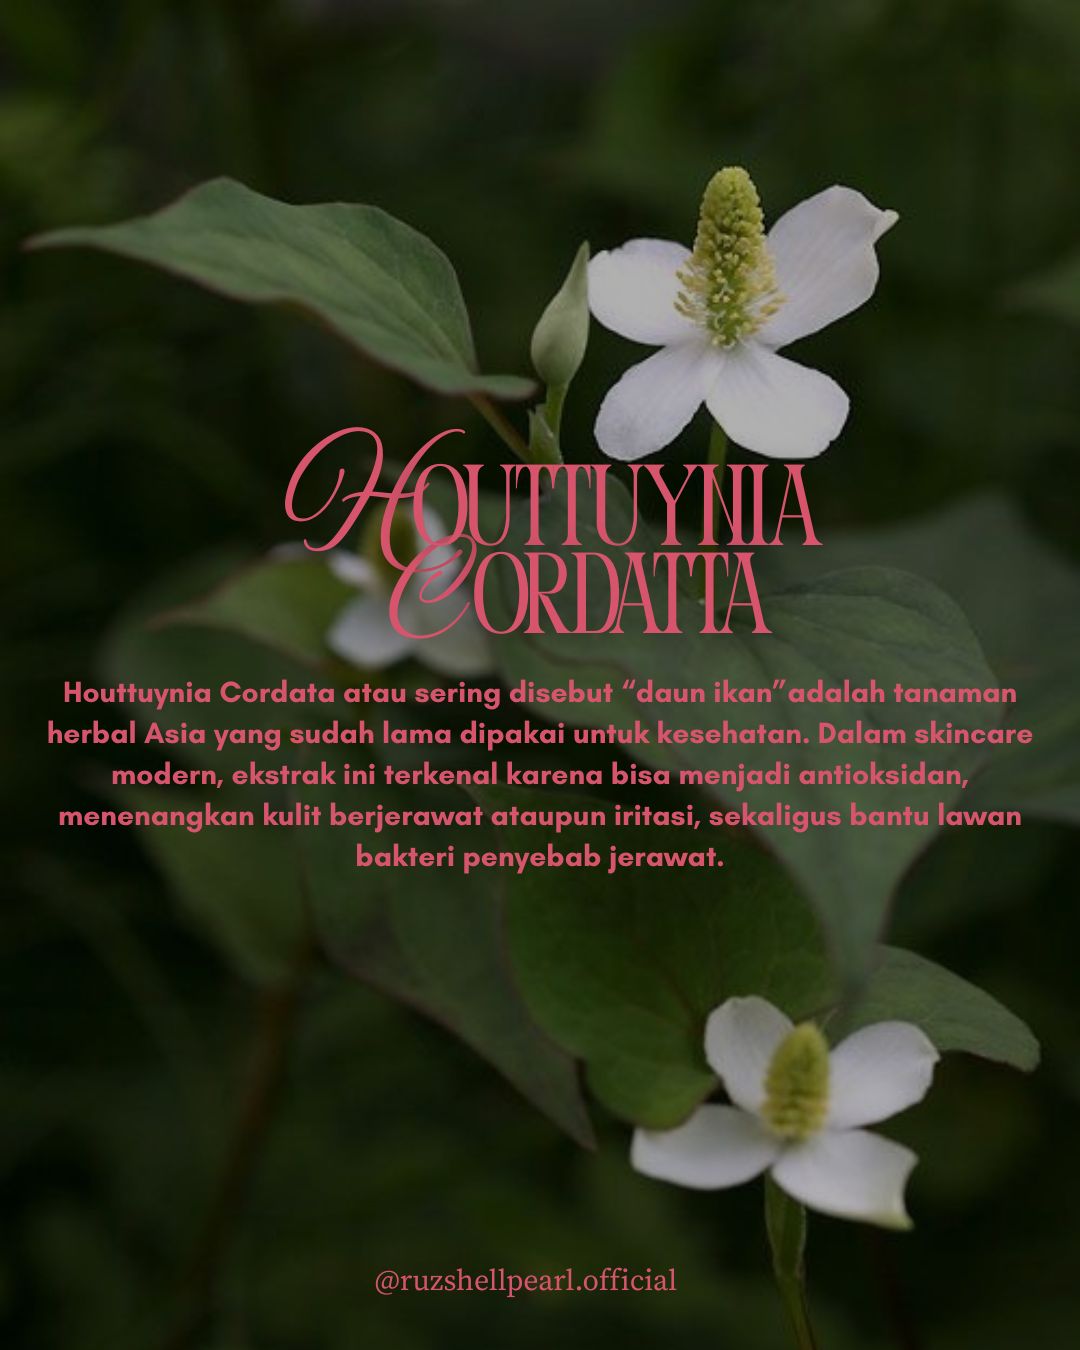 HOUTTUYNIA
CORDATTA
Houttuynia Cordata atau sering disebut “daun ikan”adalah tanaman
herbal Asia yang sudah lama dipakai untuk kesehatan. Dalam skincare
modern, ekstrak ini terkenal karena bisa menjadi antioksidan,
menenangkan kulit berjerawat ataupun iritasi, sekaligus bantu lawan
bakteri penyebab jerawat.
@ruzshellpearl.official